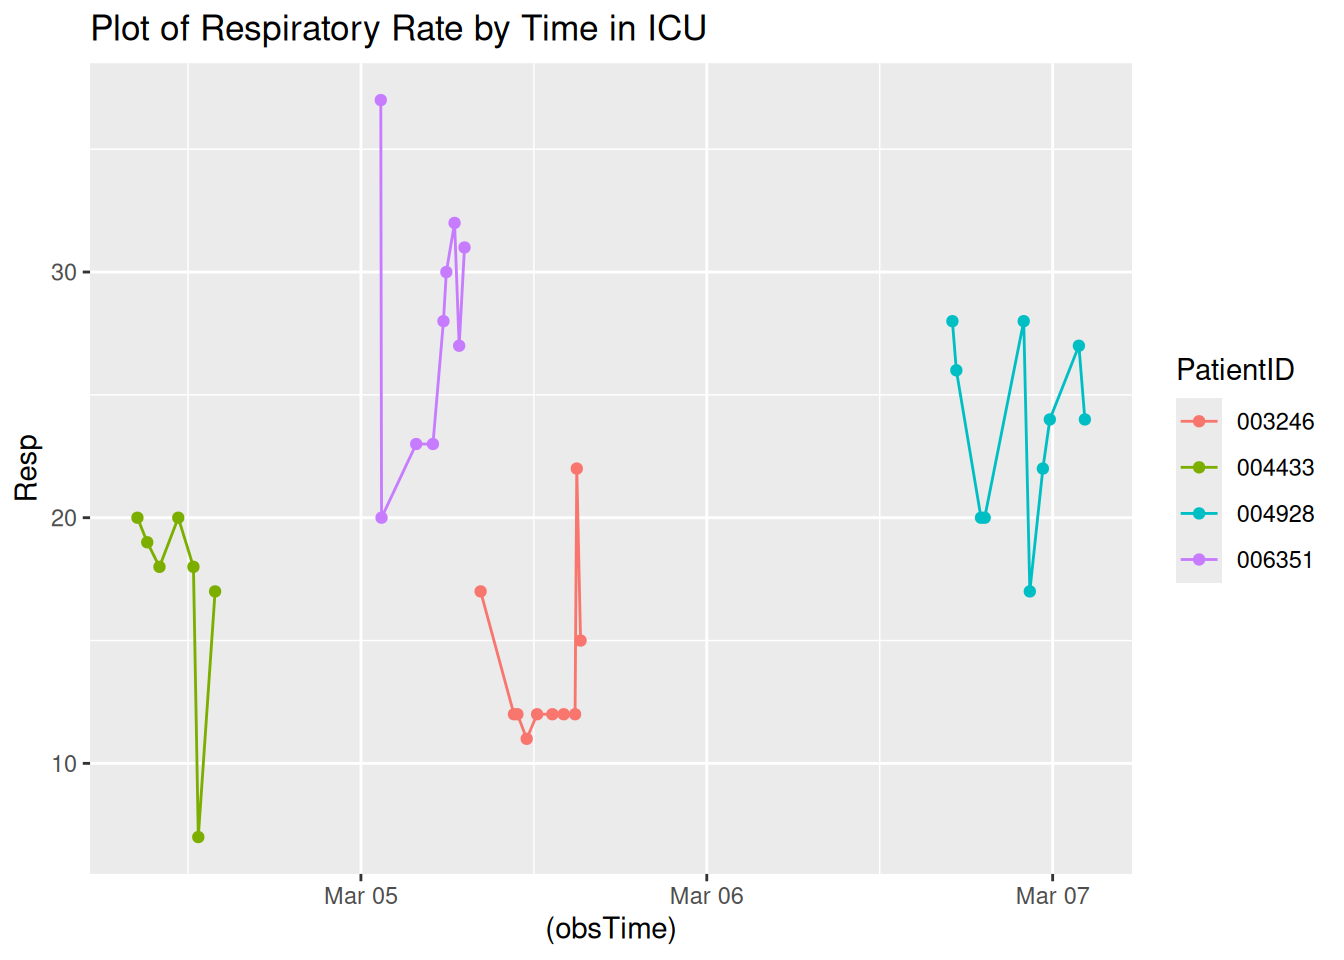 Plot of Respiratory Rate by Time in ICU
Resp
30
20
10
Mar 05
Mar 06
Mar 07
(obsTime)
PatientID
003246
004433
004928
006351